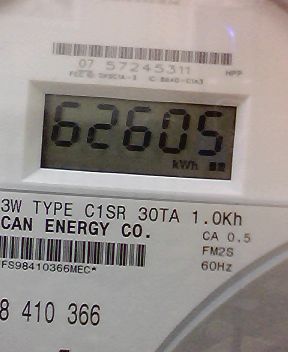 07 57245311 HPP
62605
kWh
3W TYPE C1SR 30TA 1.0Kh
CAN ENERGY CO. CA 0.5
FM2S
FS98410366MEC* 60Hz
8 410 366